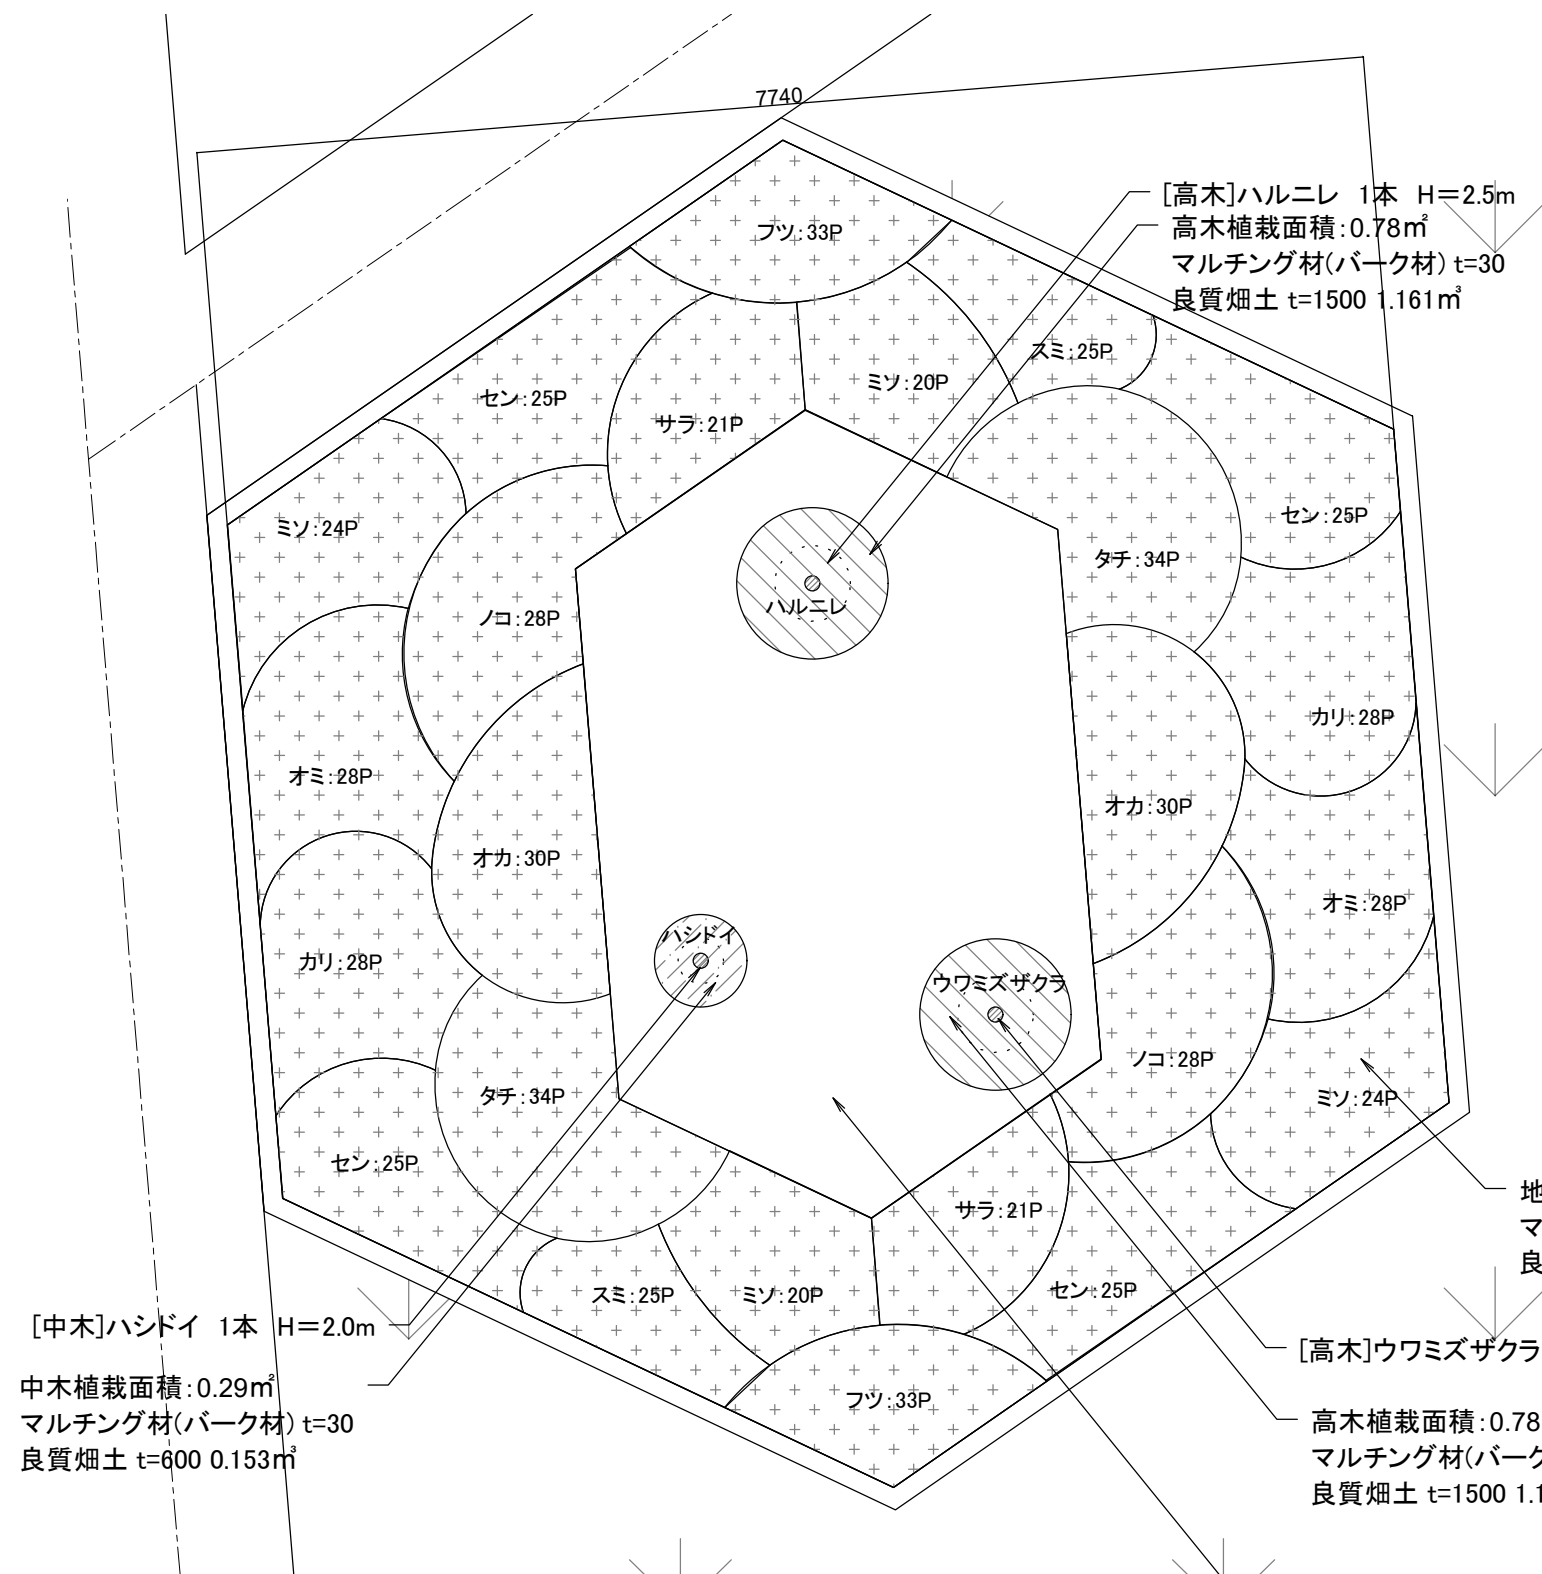 7740
[高木]ハルニレ 1本 H＝2.5m
高木植栽面積:0.78㎡
マルチング材(バーク材) t=30
良質畑土 t=1500 1.161㎥
フツ:33P
スミ:25P
ミソ:20P
セン:25P
サラ:21P
セン:25P
ミソ:24P
タチ:34P
ハルニレ
ノコ:28P
カリ:28P
オミ:28P
オカ:30P
オカ:30P
オミ:28P
ハシドイ
カリ:28P
ウワミズザクラ
ノコ:28P
タチ:34P
ミソ:24P
セン:25P
サラ:21P
地
マ
良
スミ:25P
ミソ:20P
セン:25P
[中木]ハシドイ 1本 H＝2.0m
中木植栽面積:0.29㎡
マルチング材(バーク材) t=30
良質畑土 t=600 0.153㎥
フツ:33P
[高木]ウワミズザクラ
高木植栽面積:0.78
マルチング材(バーク
良質畑土 t=1500 1.1